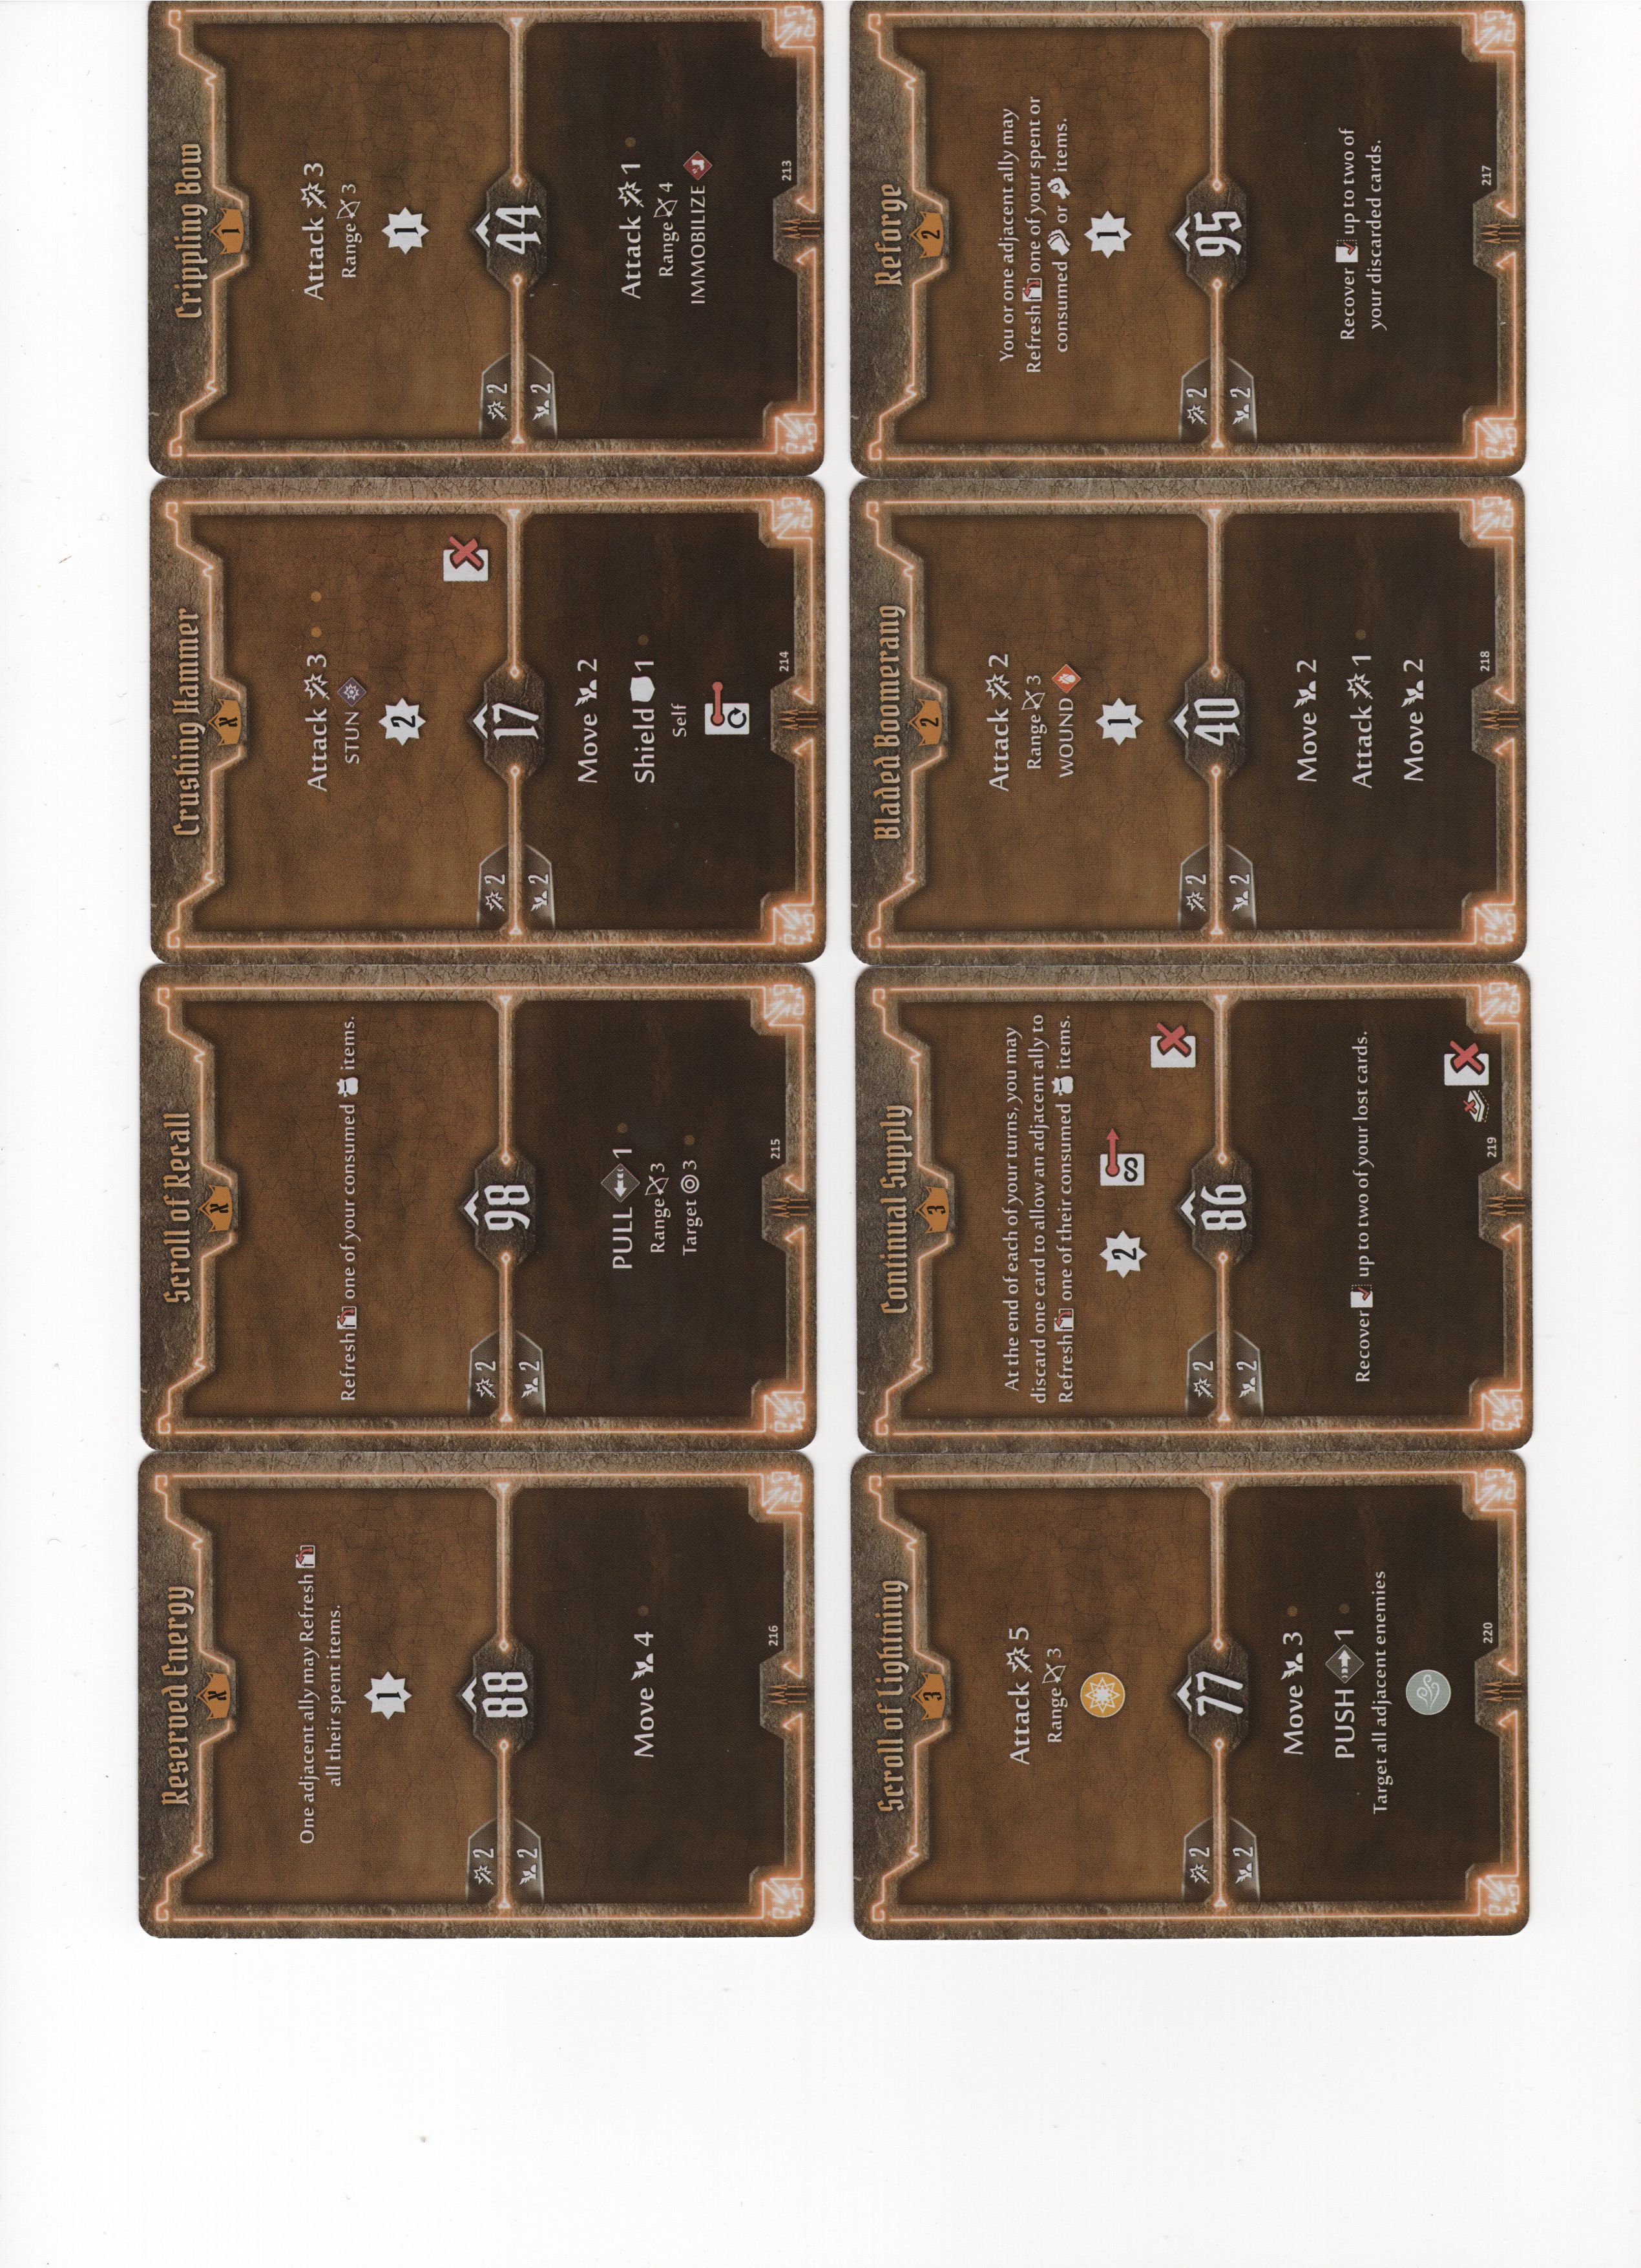 Reserved Energy
X
One adjacent ally may Refresh
all their spent items.
1
2
88
2
Move 4
216
Scroll of Recall
X
Refresh one of your consumed items.
2
98
2
PULL 1
Range 3
Target 3
215
Crushing Hammer
X
Attack 3
STUN
2
2
17
2
Move 2
Shield 1
Self
214
Crippling Bow
1
Attack 3
Range 3
1
2
44
2
Attack 1
Range 4
IMMOBILIZE
213
Scroll of Lightning
3
Attack 5
Range 3
2
77
2
Move 3
PUSH 1
Target all adjacent enemies
220
Continual Supply
3
At the end of each of your turns, you may
discard one card to allow an adjacent ally to
Refresh one of their consumed items.
2
2
86
2
Recover up to two of your lost cards.
219
Bladed Boomerang
2
Attack 2
Range 3
WOUND
1
2
40
2
Move 2
Attack 1
Move 2
218
Reforge
2
You or one adjacent ally may
Refresh one of your spent or
consumed or items.
1
2
95
2
Recover up to two of
your discarded cards.
217